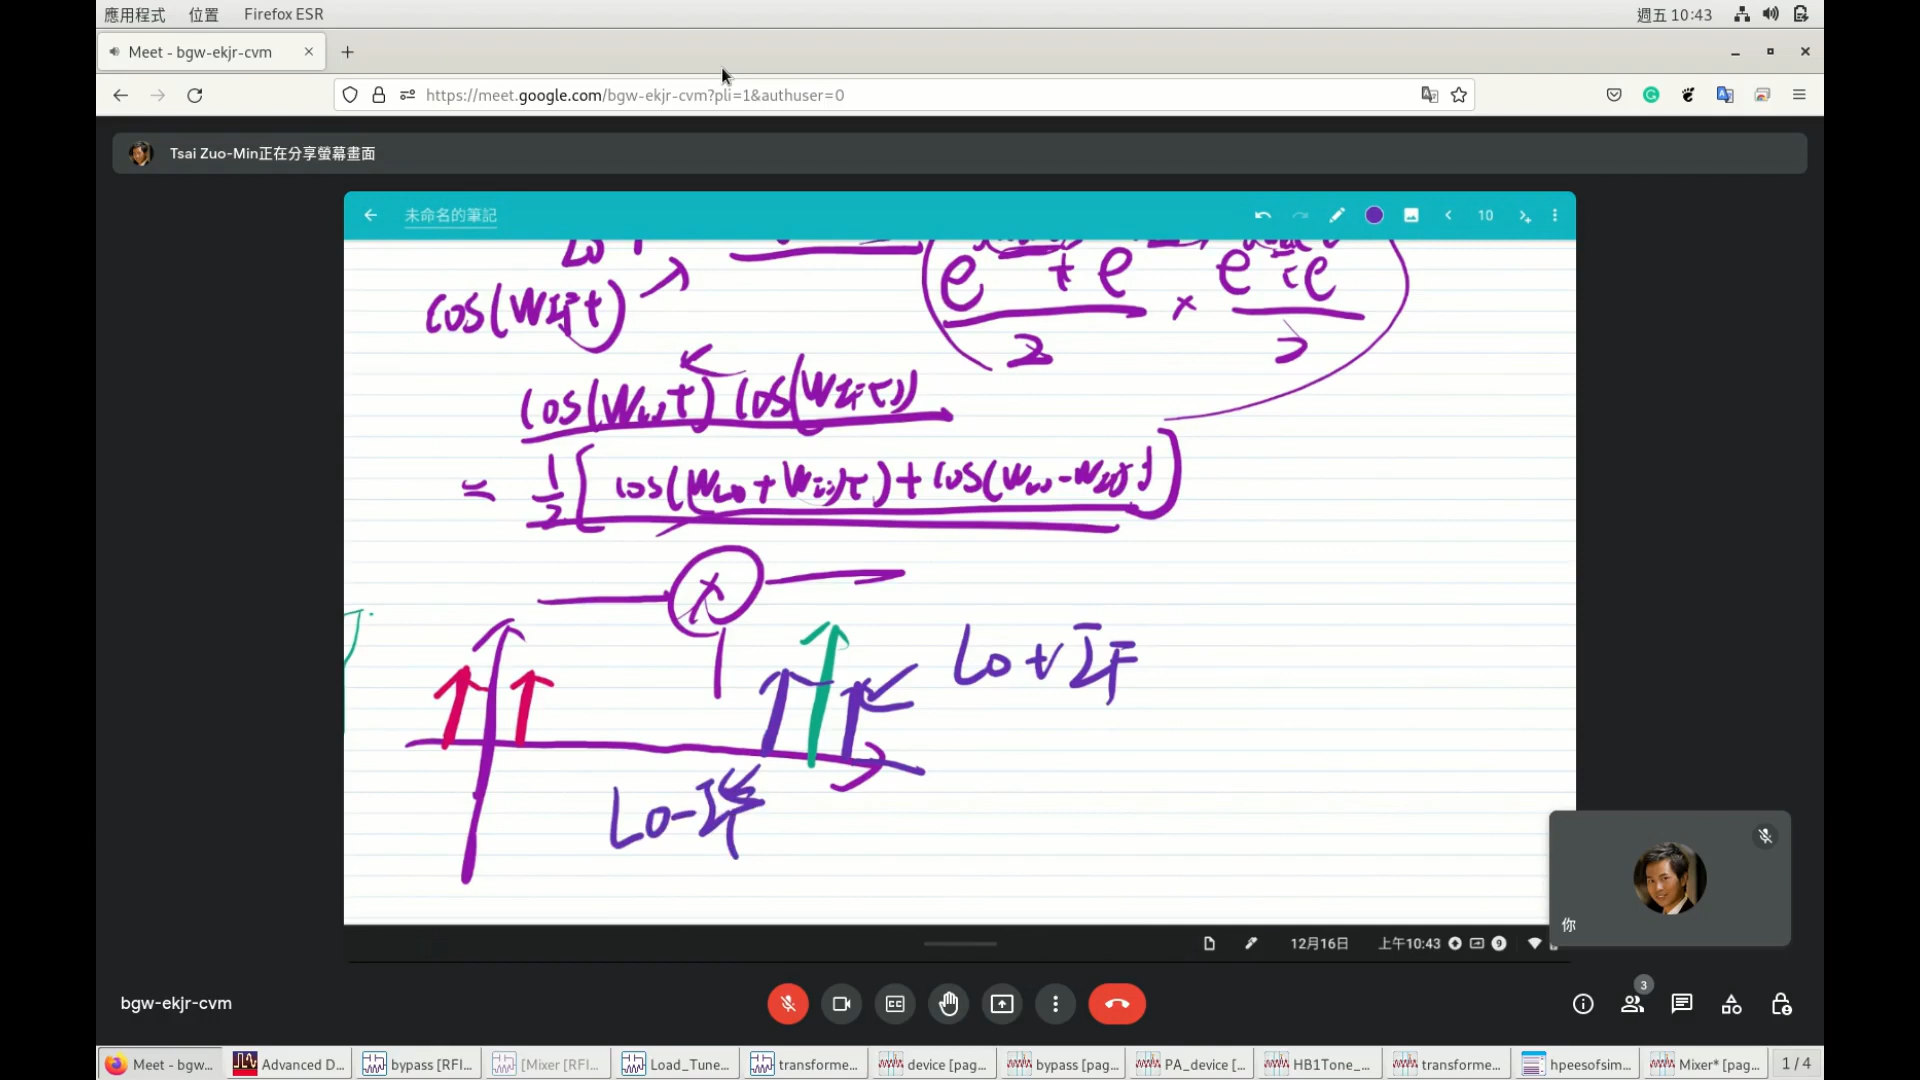 應用程式 位置 Firefox ESR 週五 10:43
Meet - bgw-ekjr-cvm
https://meet.google.com/bgw-ekjr-cvm?pli=1&authuser=0
Tsai Zuo-Min正在分享螢幕畫面
未命名的筆記 10
LO
e + e e + e
cos(WIFt)
2 × 2
cos(WLOt) cos(WIFt)
= 1/2 [ cos(WLO + WIF)t) + cos(WLO - WIF)t ]
×
LO + IF
LO - IF
你
12月16日 上午10:43 9
bgw-ekjr-cvm
3
Meet - bgw... Advanced D... bypass [RFI... [Mixer [RFI... Load_Tune... transforme... device [pag... bypass [pag... PA_device [... HB1Tone_... transforme... hpeesofsim... Mixer* [pag... 1 / 4